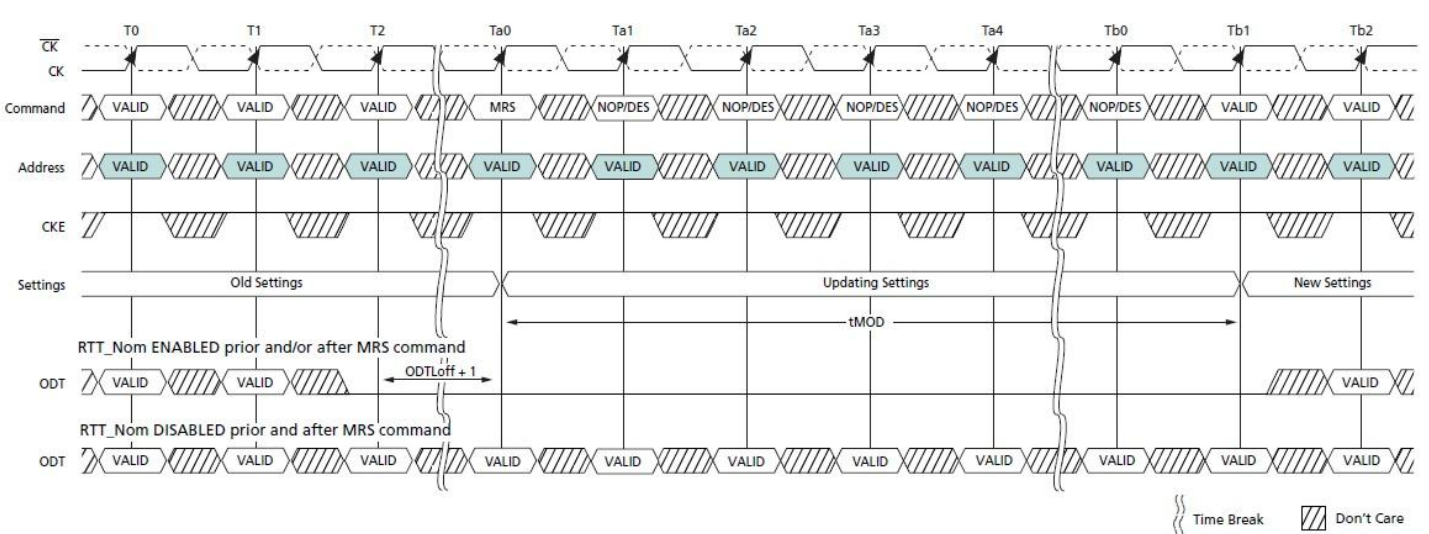 T0 T1 T2 Ta0 Ta1 Ta2 Ta3 Ta4 Tb0 Tb1 Tb2
CK
CK
Command VALID VALID VALID MRS NOP/DES NOP/DES NOP/DES NOP/DES NOP/DES VALID VALID
Address VALID VALID VALID VALID VALID VALID VALID VALID VALID VALID VALID
CKE
Settings Old Settings Updating Settings New Settings
tMOD
RTT_Nom ENABLED prior and/or after MRS command
ODTLoff + 1
ODT VALID VALID VALID
RTT_Nom DISABLED prior and after MRS command
ODT VALID VALID VALID VALID VALID VALID VALID VALID VALID VALID VALID
Time Break Don't Care